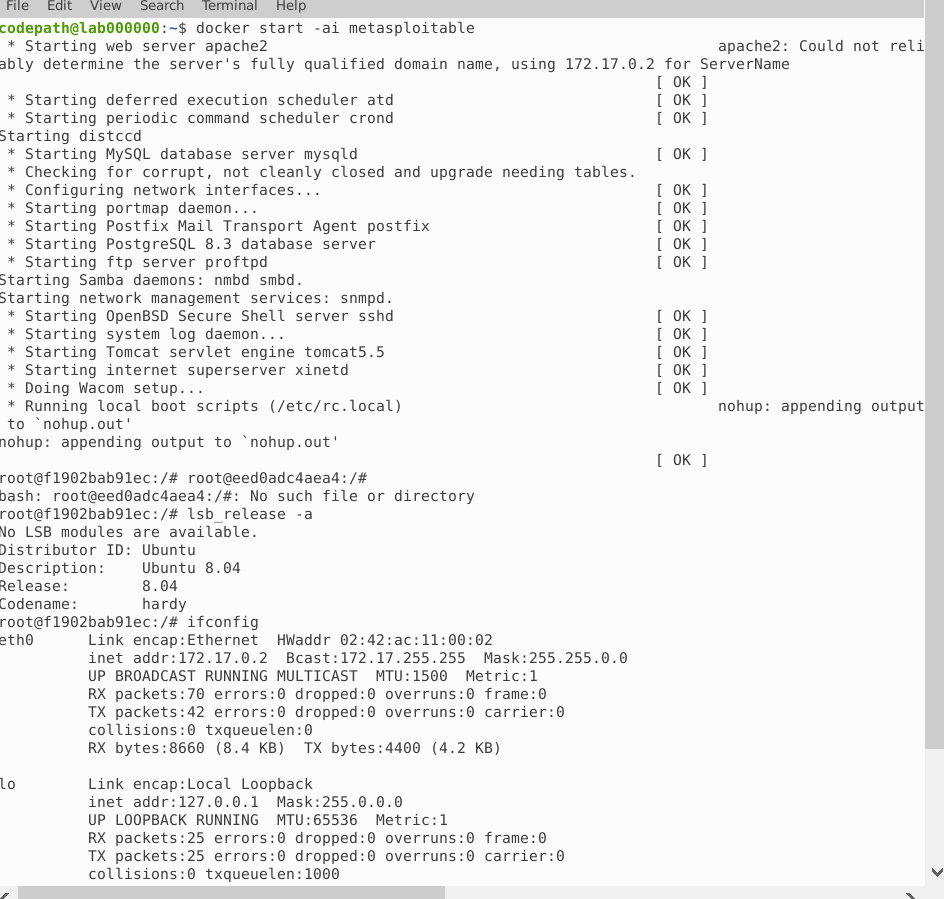 File Edit View Search Terminal Help
codepath@lab000000:~$ docker start -ai metasploitable
 * Starting web server apache2                                                  apache2: Could not reli
ably determine the server's fully qualified domain name, using 172.17.0.2 for ServerName
                                                                         [ OK ]
 * Starting deferred execution scheduler atd                             [ OK ]
 * Starting periodic command scheduler crond                             [ OK ]
Starting distccd
 * Starting MySQL database server mysqld                                 [ OK ]
 * Checking for corrupt, not cleanly closed and upgrade needing tables.
 * Configuring network interfaces...                                     [ OK ]
 * Starting portmap daemon...                                            [ OK ]
 * Starting Postfix Mail Transport Agent postfix                         [ OK ]
 * Starting PostgreSQL 8.3 database server                               [ OK ]
 * Starting ftp server proftpd                                           [ OK ]
Starting Samba daemons: nmbd smbd.
Starting network management services: snmpd.
 * Starting OpenBSD Secure Shell server sshd                             [ OK ]
 * Starting system log daemon...                                         [ OK ]
 * Starting Tomcat servlet engine tomcat5.5                              [ OK ]
 * Starting internet superserver xinetd                                  [ OK ]
 * Doing Wacom setup...                                                  [ OK ]
 * Running local boot scripts (/etc/rc.local)                                   nohup: appending output
 to `nohup.out'
nohup: appending output to `nohup.out'
                                                                         [ OK ]
root@f1902bab91ec:/# root@eed0adc4aea4:/#
bash: root@eed0adc4aea4:/#: No such file or directory
root@f1902bab91ec:/# lsb_release -a
No LSB modules are available.
Distributor ID: Ubuntu
Description:    Ubuntu 8.04
Release:        8.04
Codename:       hardy
root@f1902bab91ec:/# ifconfig
eth0      Link encap:Ethernet  HWaddr 02:42:ac:11:00:02
          inet addr:172.17.0.2  Bcast:172.17.255.255  Mask:255.255.0.0
          UP BROADCAST RUNNING MULTICAST  MTU:1500  Metric:1
          RX packets:70 errors:0 dropped:0 overruns:0 frame:0
          TX packets:42 errors:0 dropped:0 overruns:0 carrier:0
          collisions:0 txqueuelen:0
          RX bytes:8660 (8.4 KB)  TX bytes:4400 (4.2 KB)

lo        Link encap:Local Loopback
          inet addr:127.0.0.1  Mask:255.0.0.0
          UP LOOPBACK RUNNING  MTU:65536  Metric:1
          RX packets:25 errors:0 dropped:0 overruns:0 frame:0
          TX packets:25 errors:0 dropped:0 overruns:0 carrier:0
          collisions:0 txqueuelen:1000